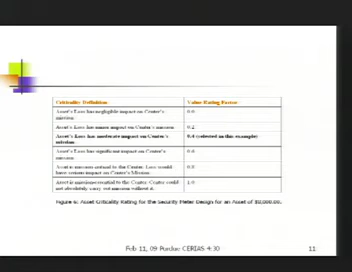 Criticality Definition Value Rating Factor
Asset's Loss has negligible impact on Center's 0.0
mission
Asset's Loss has minor impact on Center's mission 0.2
Asset's Loss has moderate impact on Center's 0.4 (selected in this example)
mission
Asset's Loss has significant impact on Center's 0.6
mission
Asset is mission-critical to the Center. Loss would 0.8
have serious impact on Center's Mission.
Asset is mission-essential to the Center. Center could 1.0
not absolutely carry out mission without it.
Figure 6: Asset Criticality Rating for the Security Meter Design for an Asset of
Feb 11, 09 Purdue CERIAS 4:30 11